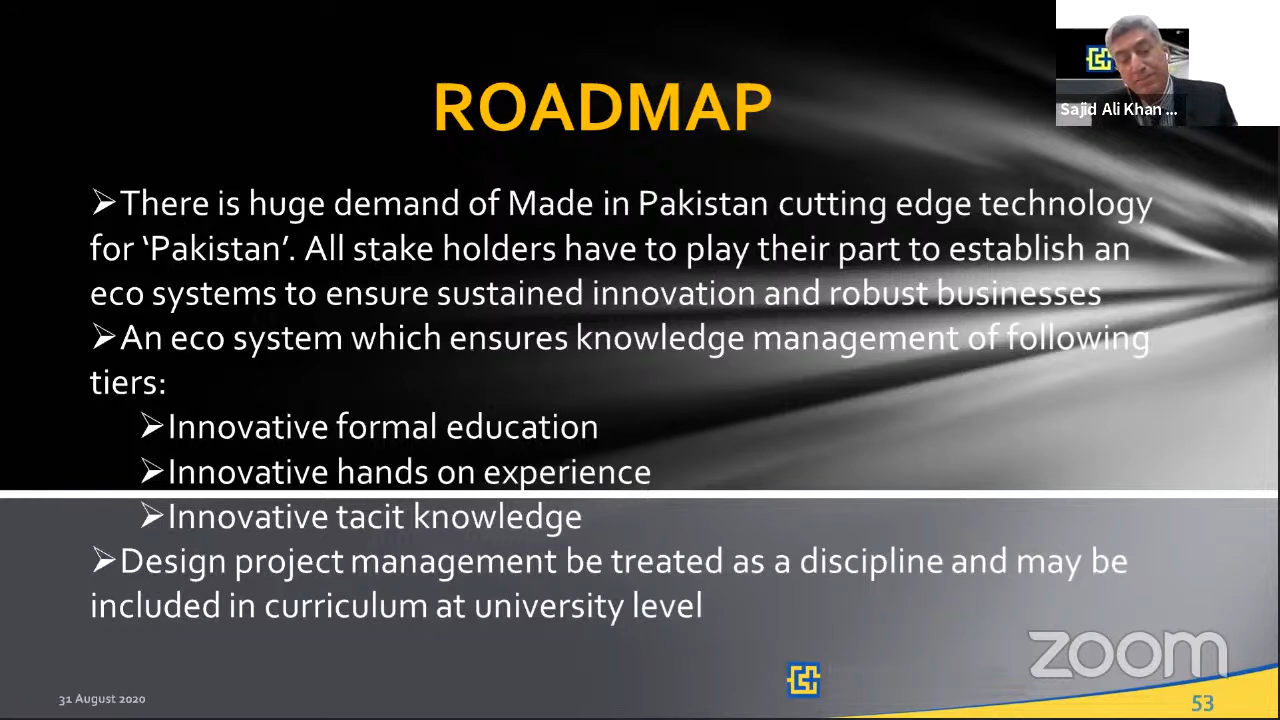 Sajid Ali Khan ...
ROADMAP
➢There is huge demand of Made in Pakistan cutting edge technology
for ‘Pakistan’. All stake holders have to play their part to establish an
eco systems to ensure sustained innovation and robust businesses
➢An eco system which ensures knowledge management of following
tiers:
➢Innovative formal education
➢Innovative hands on experience
➢Innovative tacit knowledge
➢Design project management be treated as a discipline and may be
included in curriculum at university level
zoom
31 August 2020
53